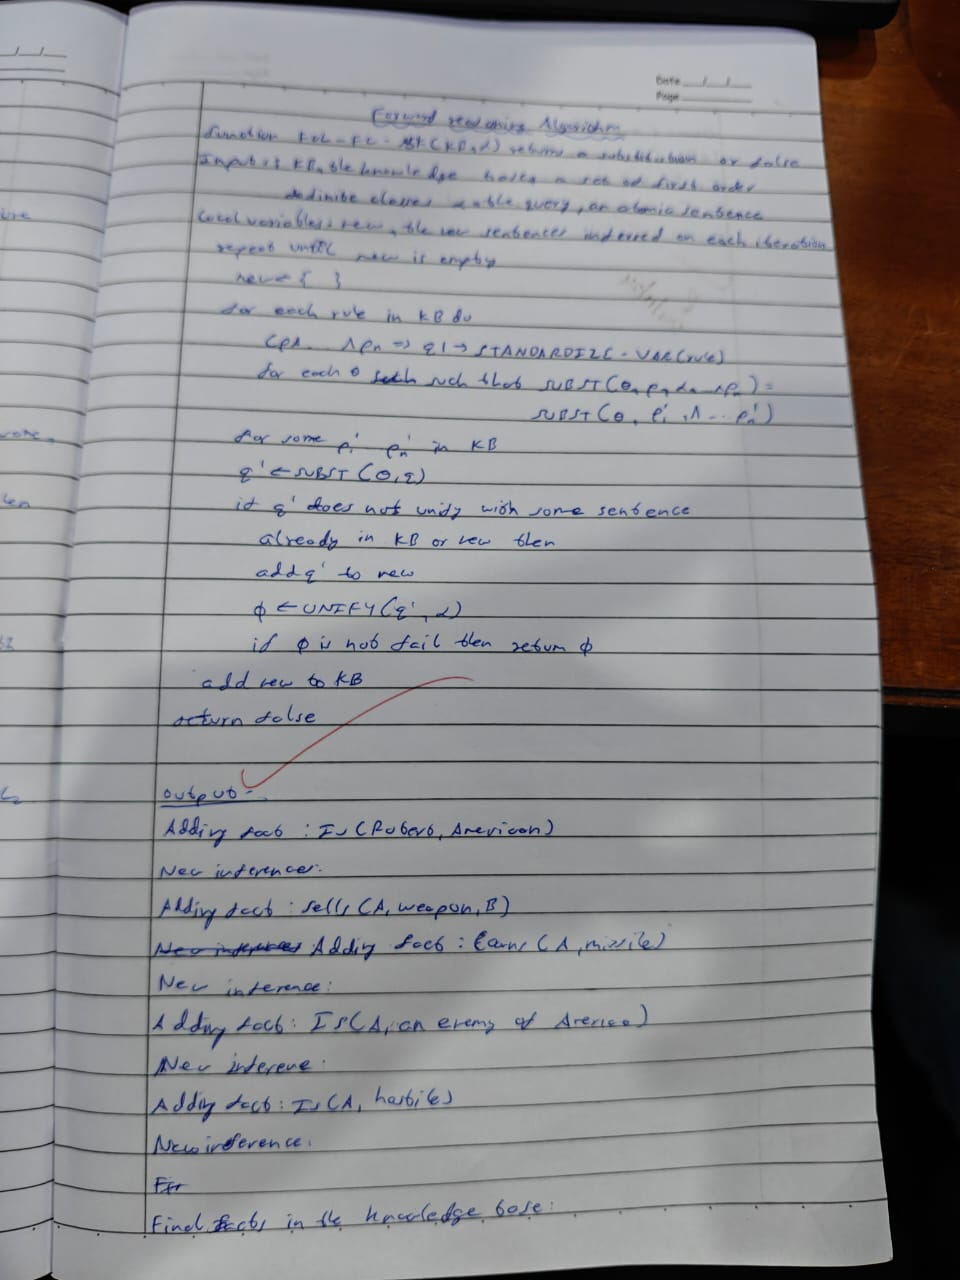 Date __/__/__
Page
Forward reasoning Algorithm
function FOL-FC-ASK(KB, α) returns a substitution or false
Inputs: KB, the knowledge base, a set of first order
definite clauses α the query, an atomic sentence
Local variables: new, the new sentences inferred on each iteration
repeat until new is empty
new ← { }
for each rule in KB do
(p1 ∧ ... ∧ pn ⇒ q) → STANDARDIZE-VAR(rule)
for each θ such that SUBST(θ, p1 ∧ ... ∧ pn) =
SUBST(θ, p1' ∧ ... pn')
for some p1' pn' in KB
q' ← SUBST(θ, q)
if q' does not unify with some sentence
already in KB or new then
add q' to new
φ ← UNIFY(q', α)
if φ is not fail then return φ
add new to KB
return false
output:-
Adding fact : Is (Robert, American)
New inference:
Adding fact : sells (A, weapon, B)
Adding fact : (A, missile)
New inference:
Adding fact: Is (A, an enemy of America)
New inferene:
Adding fact: Is (A, hostile)
New inference:
Final facts in the knowledge base: